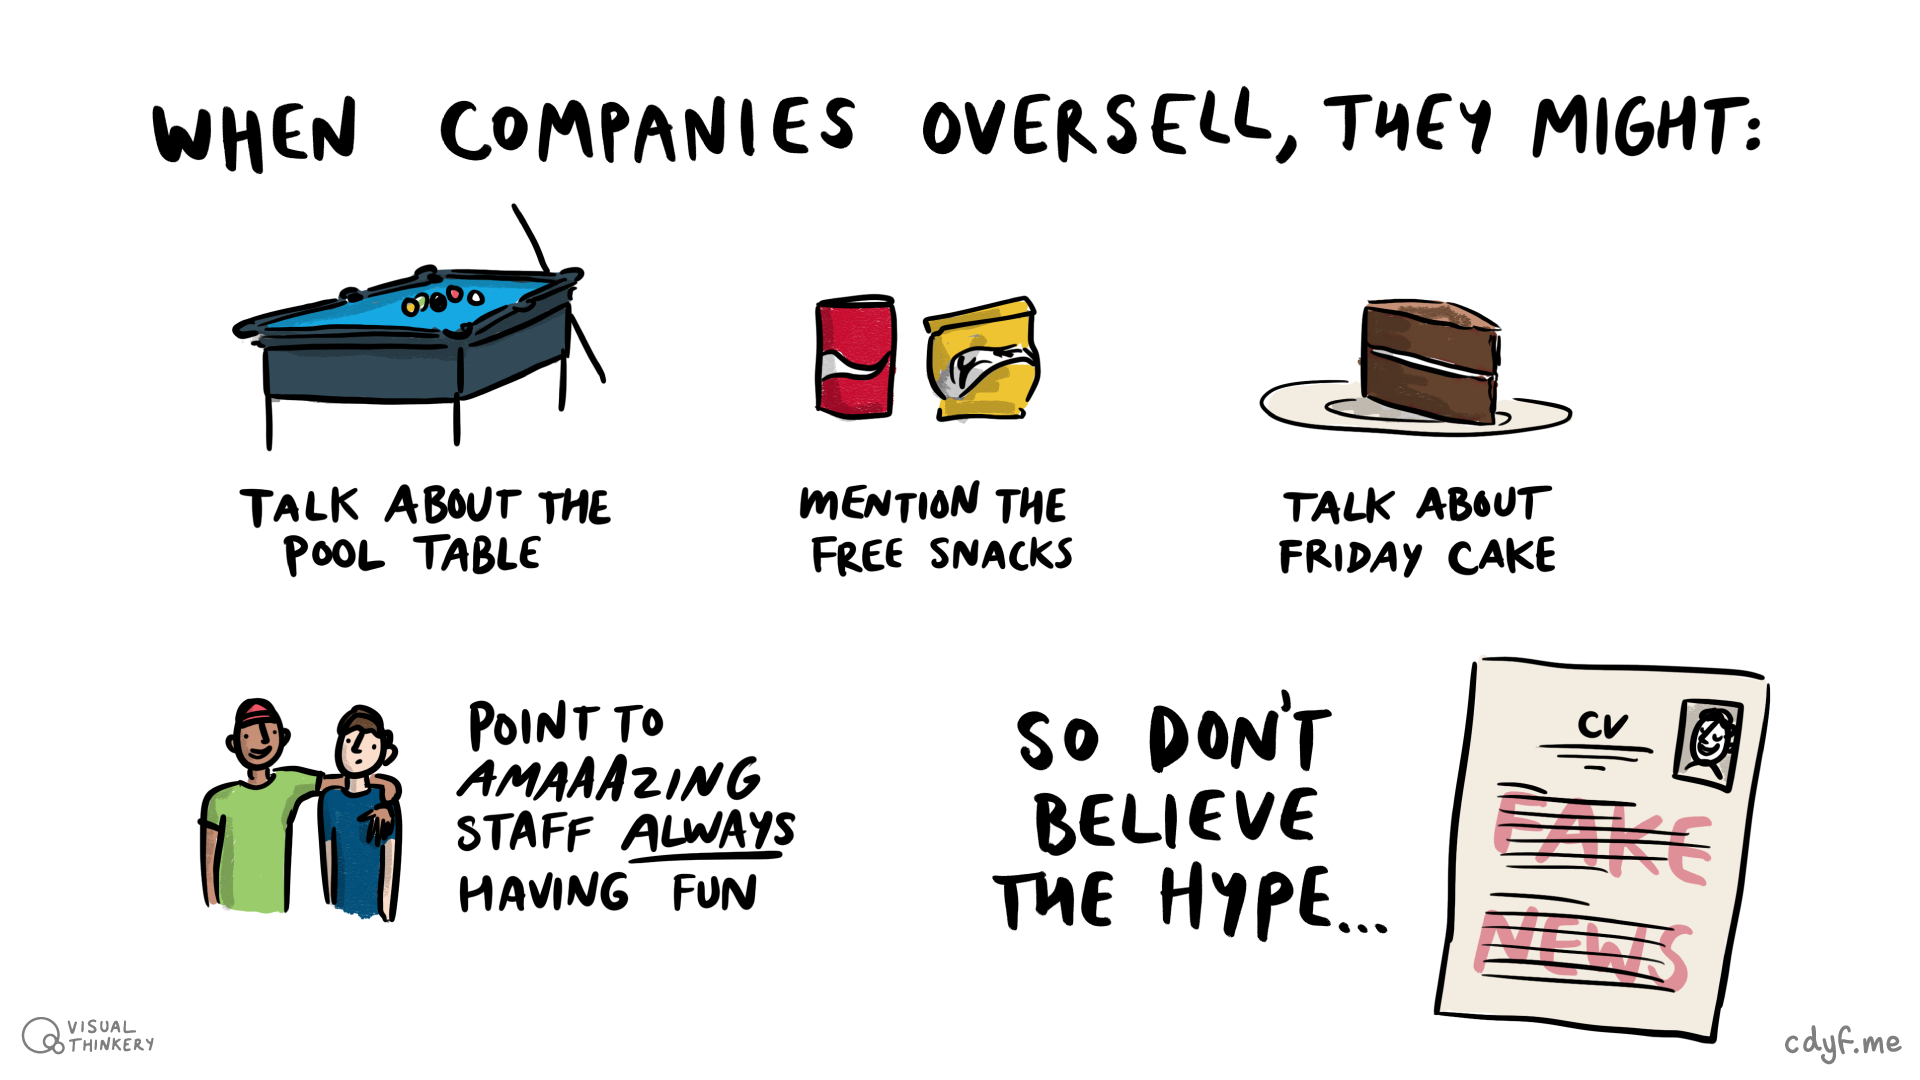 WHEN COMPANIES OVERSELL, THEY MIGHT:
TALK ABOUT THE
POOL TABLE
MENTION THE
FREE SNACKS
TALK ABOUT
FRIDAY CAKE
POINT TO
AMAAAZING
STAFF ALWAYS
HAVING FUN
SO DON'T
BELIEVE
THE HYPE...
CV
FAKE
NEWS
VISUAL
THINKERY
cdyf.me